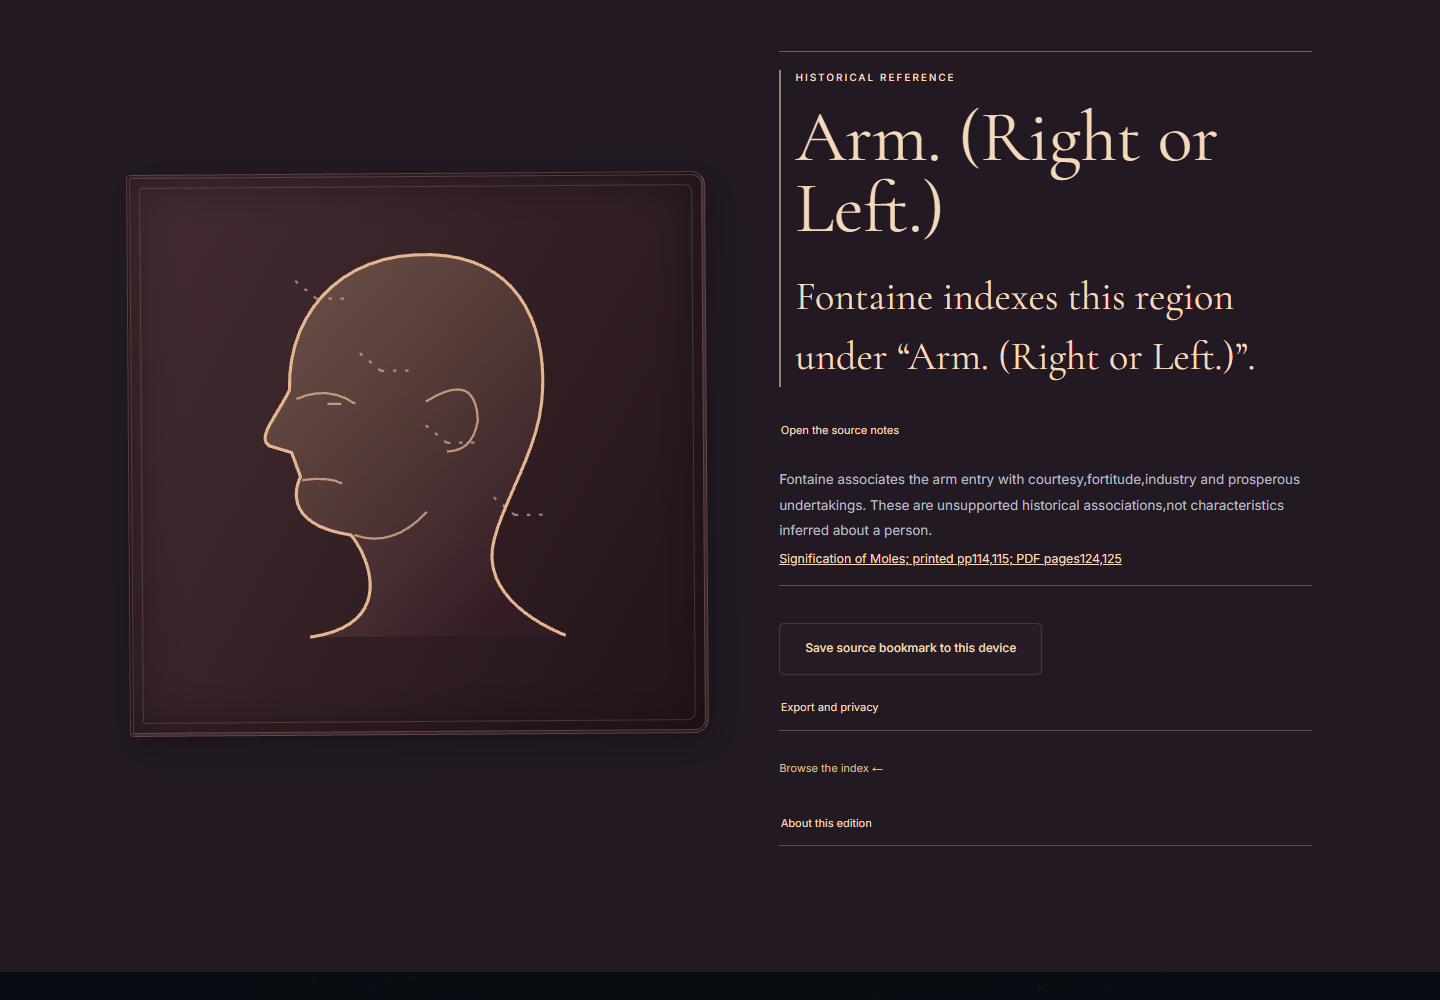 HISTORICAL REFERENCE
Arm. (Right or
Left.)
Fontaine indexes this region
under “Arm. (Right or Left.)”.
Open the source notes
Fontaine associates the arm entry with courtesy,fortitude,industry and prosperous
undertakings. These are unsupported historical associations,not characteristics
inferred about a person.
Signification of Moles; printed pp114,115; PDF pages124,125
Save source bookmark to this device
Export and privacy
Browse the index ←
About this edition